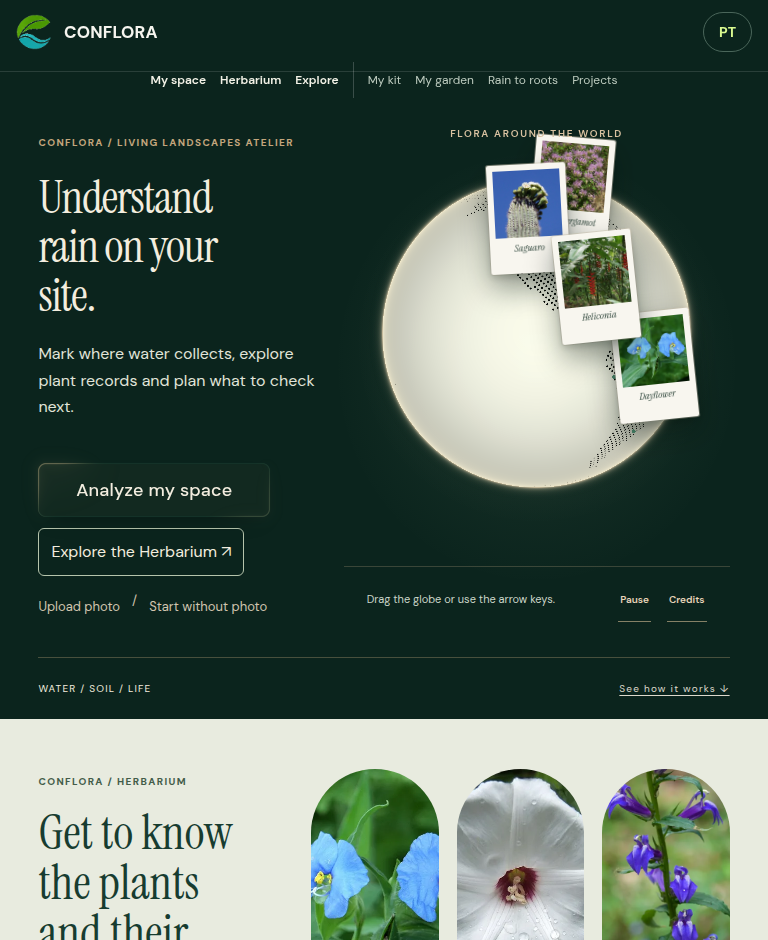 CONFLORA
PT
My space Herbarium Explore My kit My garden Rain to roots Projects
CONFLORA / LIVING LANDSCAPES ATELIER
Understand
rain on your
site.
Mark where water collects, explore
plant records and plan what to check
next.
Analyze my space
Explore the Herbarium ↗
Upload photo / Start without photo
FLORA AROUND THE WORLD
Saguaro
Heliconia
Dayflower
Drag the globe or use the arrow keys.
Pause Credits
WATER / SOIL / LIFE
See how it works ↓
CONFLORA / HERBARIUM
Get to know
the plants
and their